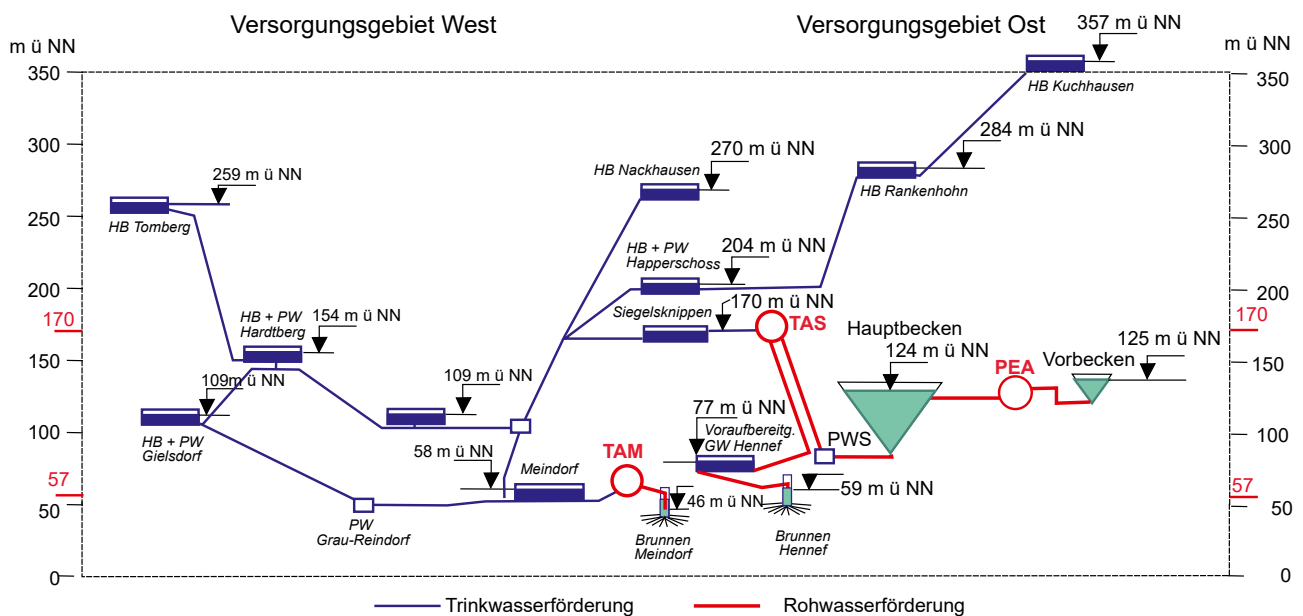 Versorgungsgebiet West
Versorgungsgebiet Ost
m ü NN
m ü NN
357 m ü NN
350
350
HB Kuchhausen
284 m ü NN
300
300
HB Rankenhohn
270 m ü NN
HB Nackhausen
259 m ü NN
250
250
HB Tomberg
204 m ü NN
HB + PW
Happerschoss
200
200
170
170
170 m ü NN
Siegelsknippen
TAS
HB + PW
Hardtberg
154 m ü NN
150
150
Hauptbecken
124 m ü NN
PEA
Vorbecken
125 m ü NN
109m ü NN
HB + PW
Gielsdorf
109 m ü NN
100
100
77 m ü NN
Voraufbereitg.
GW Hennef
PWS
58 m ü NN
Meindorf
TAM
57
57
59 m ü NN
46 m ü NN
50
50
PW
Grau-Reindorf
Brunnen
Meindorf
Brunnen
Hennef
0
0
Trinkwasserförderung
Rohwasserförderung